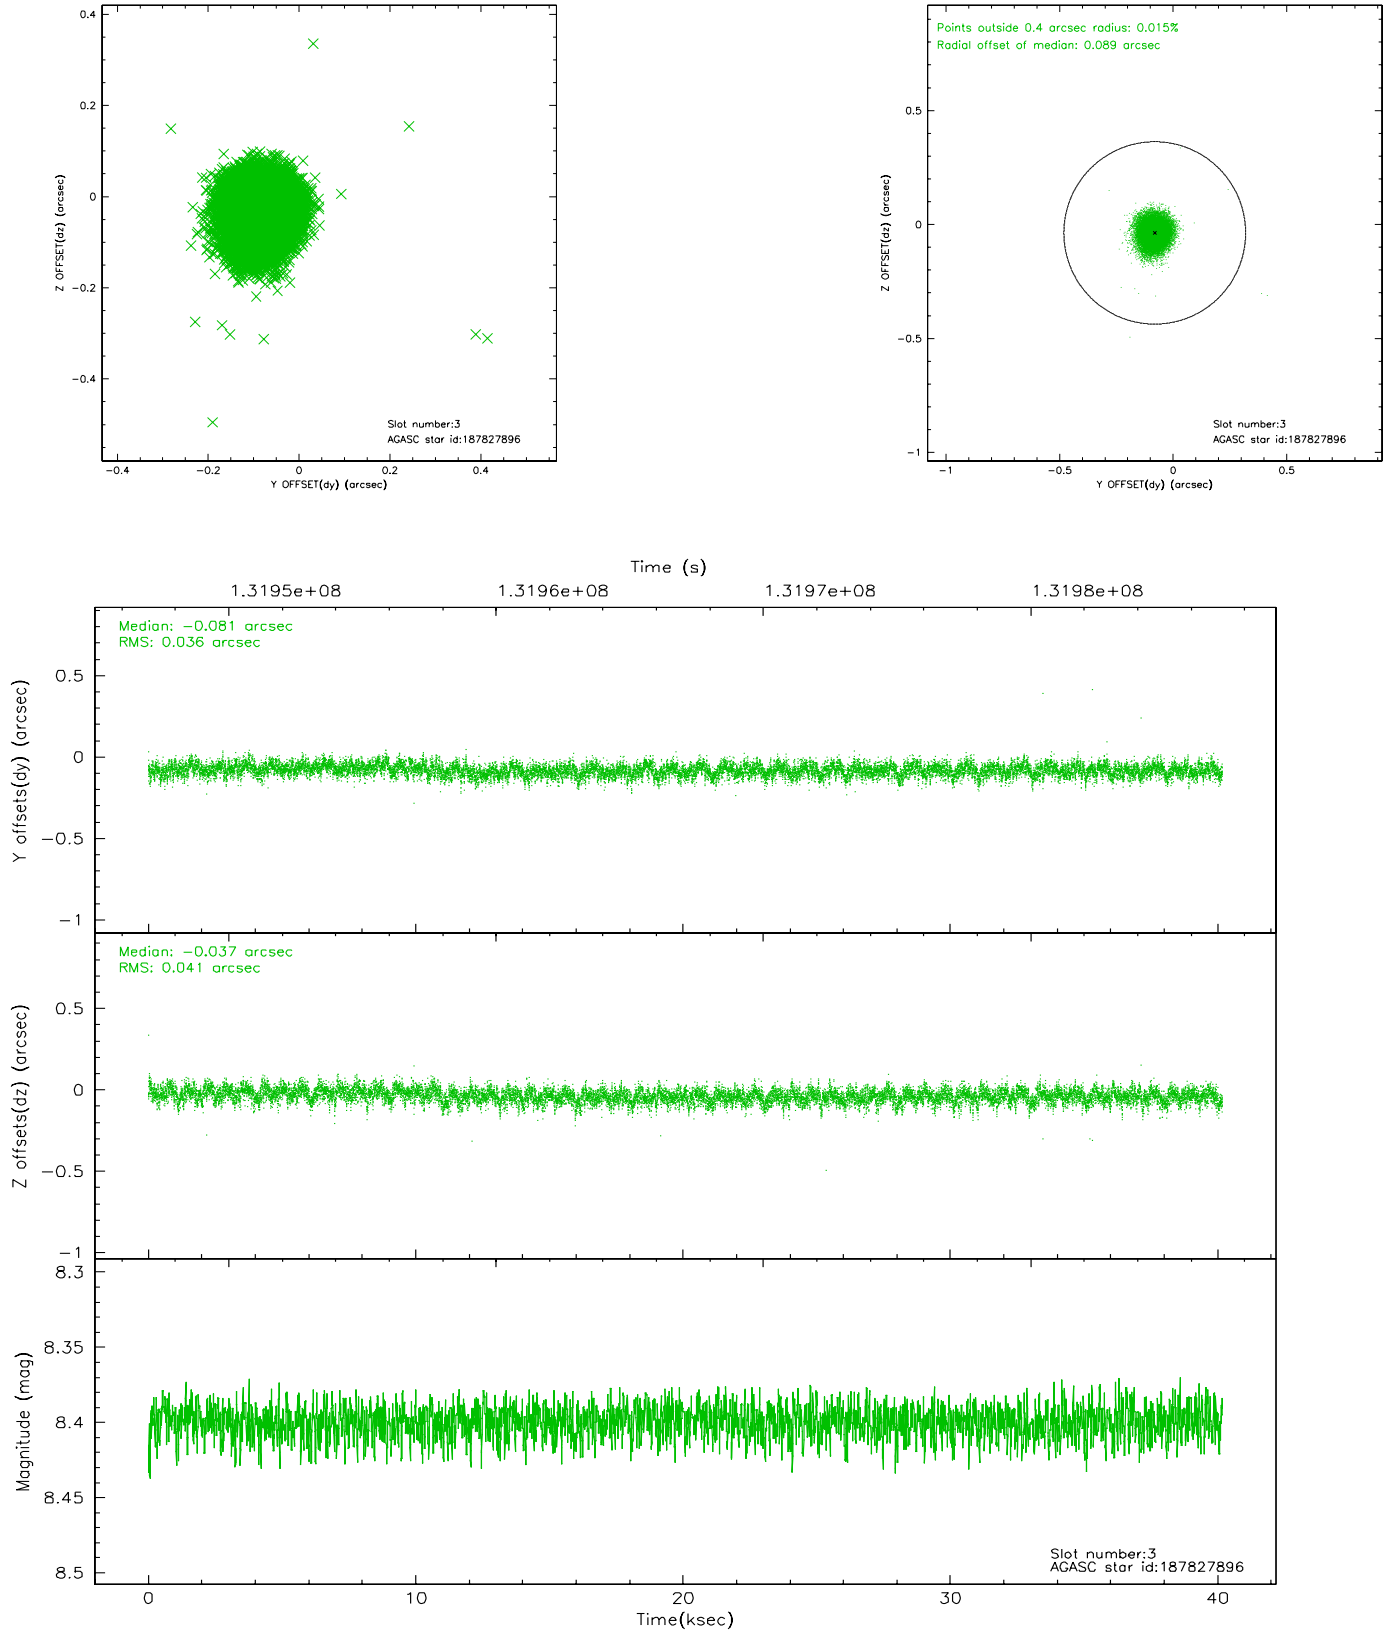 0.4
0.2
0
−0.2
−0.4
Z OFFSET(dz) (arcsec)
Slot number:3
AGASC star id:187827896
−0.4 −0.2 0 0.2 0.4
Y OFFSET(dy) (arcsec)
Points outside 0.4 arcsec radius: 0.015%
Radial offset of median: 0.089 arcsec
0.5
0
−0.5
−1
Z OFFSET(dz) (arcsec)
Slot number:3
AGASC star id:187827896
−1 −0.5 0 0.5
Y OFFSET(dy) (arcsec)
Time (s)
1.3195e+08 1.3196e+08 1.3197e+08 1.3198e+08
Median: −0.081 arcsec
RMS: 0.036 arcsec
0.5
0
−0.5
−1
Y offsets(dy) (arcsec)
Median: −0.037 arcsec
RMS: 0.041 arcsec
0.5
0
−0.5
−1
Z offsets(dz) (arcsec)
8.3
8.35
8.4
8.45
8.5
Magnitude (mag)
Slot number:3
AGASC star id:187827896
0 10 20 30 40
Time(ksec)